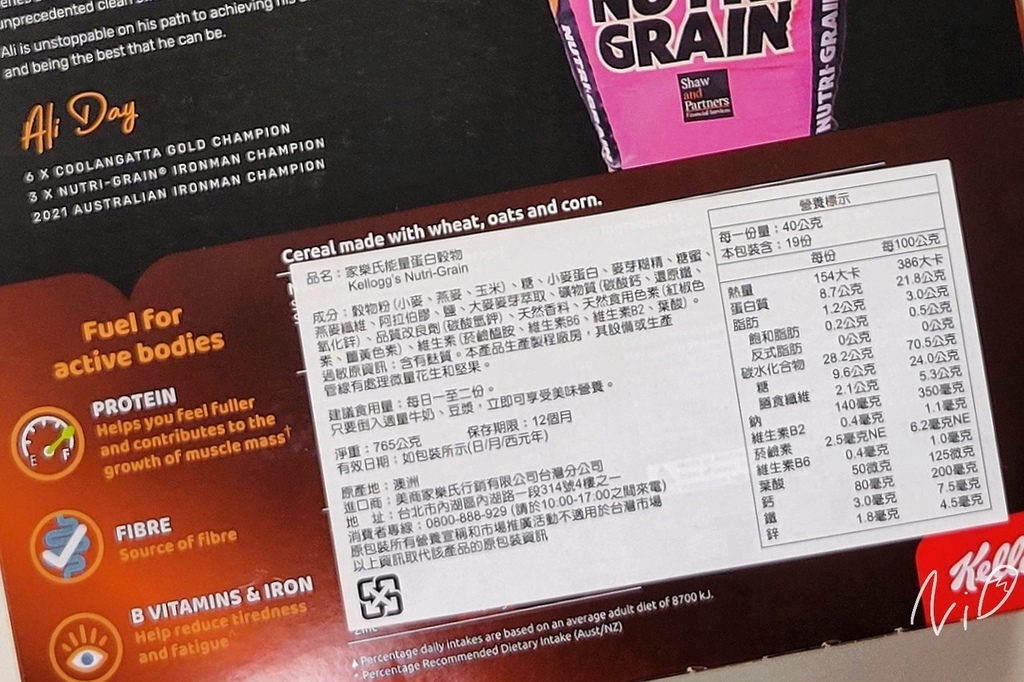 unprecedented clean
Ali is unstoppable on his path to achieving his
and being the best that he can be.
Ali Day
6 X COOLANGATTA GOLD CHAMPION
3 X NUTRI-GRAIN® IRONMAN CHAMPION
2021 AUSTRALIAN IRONMAN CHAMPION
GRAIN
NUTRI-GRAIN
NUTRI-GRAIN
Shaw
and
Partners
Financial Services
Cereal made with wheat, oats and corn.
Fuel for
active bodies
PROTEIN
Helps you feel fuller
and contributes to the
growth of muscle mass†
E F
FIBRE
Source of fibre
B VITAMINS & IRON
Help reduce tiredness
and fatigue^
品名：家樂氏能量蛋白穀物
Kellogg's Nutri-Grain
成分：穀物粉(小麥、燕麥、玉米)、糖、小麥蛋白、麥芽糊精、糖蜜、
燕麥纖維、阿拉伯膠、鹽、大麥麥芽萃取、礦物質(碳酸鈣、還原鐵、
氧化鋅)、品質改良劑(碳酸氫鉀)、天然香料、天然食用色素(紅椒色
素、薑黃色素)、維生素(菸鹼醯胺、維生素B6、維生素B2、葉酸)。
過敏原資訊：含有麩質。本產品生產製程廠房，其設備或生產
管線有處理微量花生和堅果。
建議食用量：每日一至二份。
只要倒入適量牛奶、豆漿，立即可享受美味營養。
淨重：765公克 保存期限：12個月
有效日期：如包裝所示(日/月/西元年)
原產地：澳洲
進口商：美商家樂氏行銷有限公司台灣分公司
地 址：台北市內湖區內湖路一段314號4樓之一
消費者專線：0800-888-929 (請於10:00-17:00之間來電)
原包裝所有營養宣稱和市場推廣活動不適用於台灣市場
以上資訊取代該產品的原包裝資訊
營養標示
每一份量：40公克
本包裝含：19份
每份 每100公克
熱量 154大卡 386大卡
蛋白質 8.7公克 21.8公克
脂肪 1.2公克 3.0公克
飽和脂肪 0.2公克 0.5公克
反式脂肪 0公克 0公克
碳水化合物 28.2公克 70.5公克
糖 9.6公克 24.0公克
膳食纖維 2.1公克 5.3公克
鈉 140毫克 350毫克
維生素B2 0.4毫克 1.1毫克
菸鹼素 2.5毫克NE 6.2毫克NE
維生素B6 0.4毫克 1.0毫克
葉酸 50微克 125微克
鈣 80毫克 200毫克
鐵 3.0毫克 7.5毫克
鋅 1.8毫克 4.5毫克
▲ Percentage daily intakes are based on an average adult diet of 8700 kJ.
• Percentage Recommended Dietary Intake (Aust/NZ)